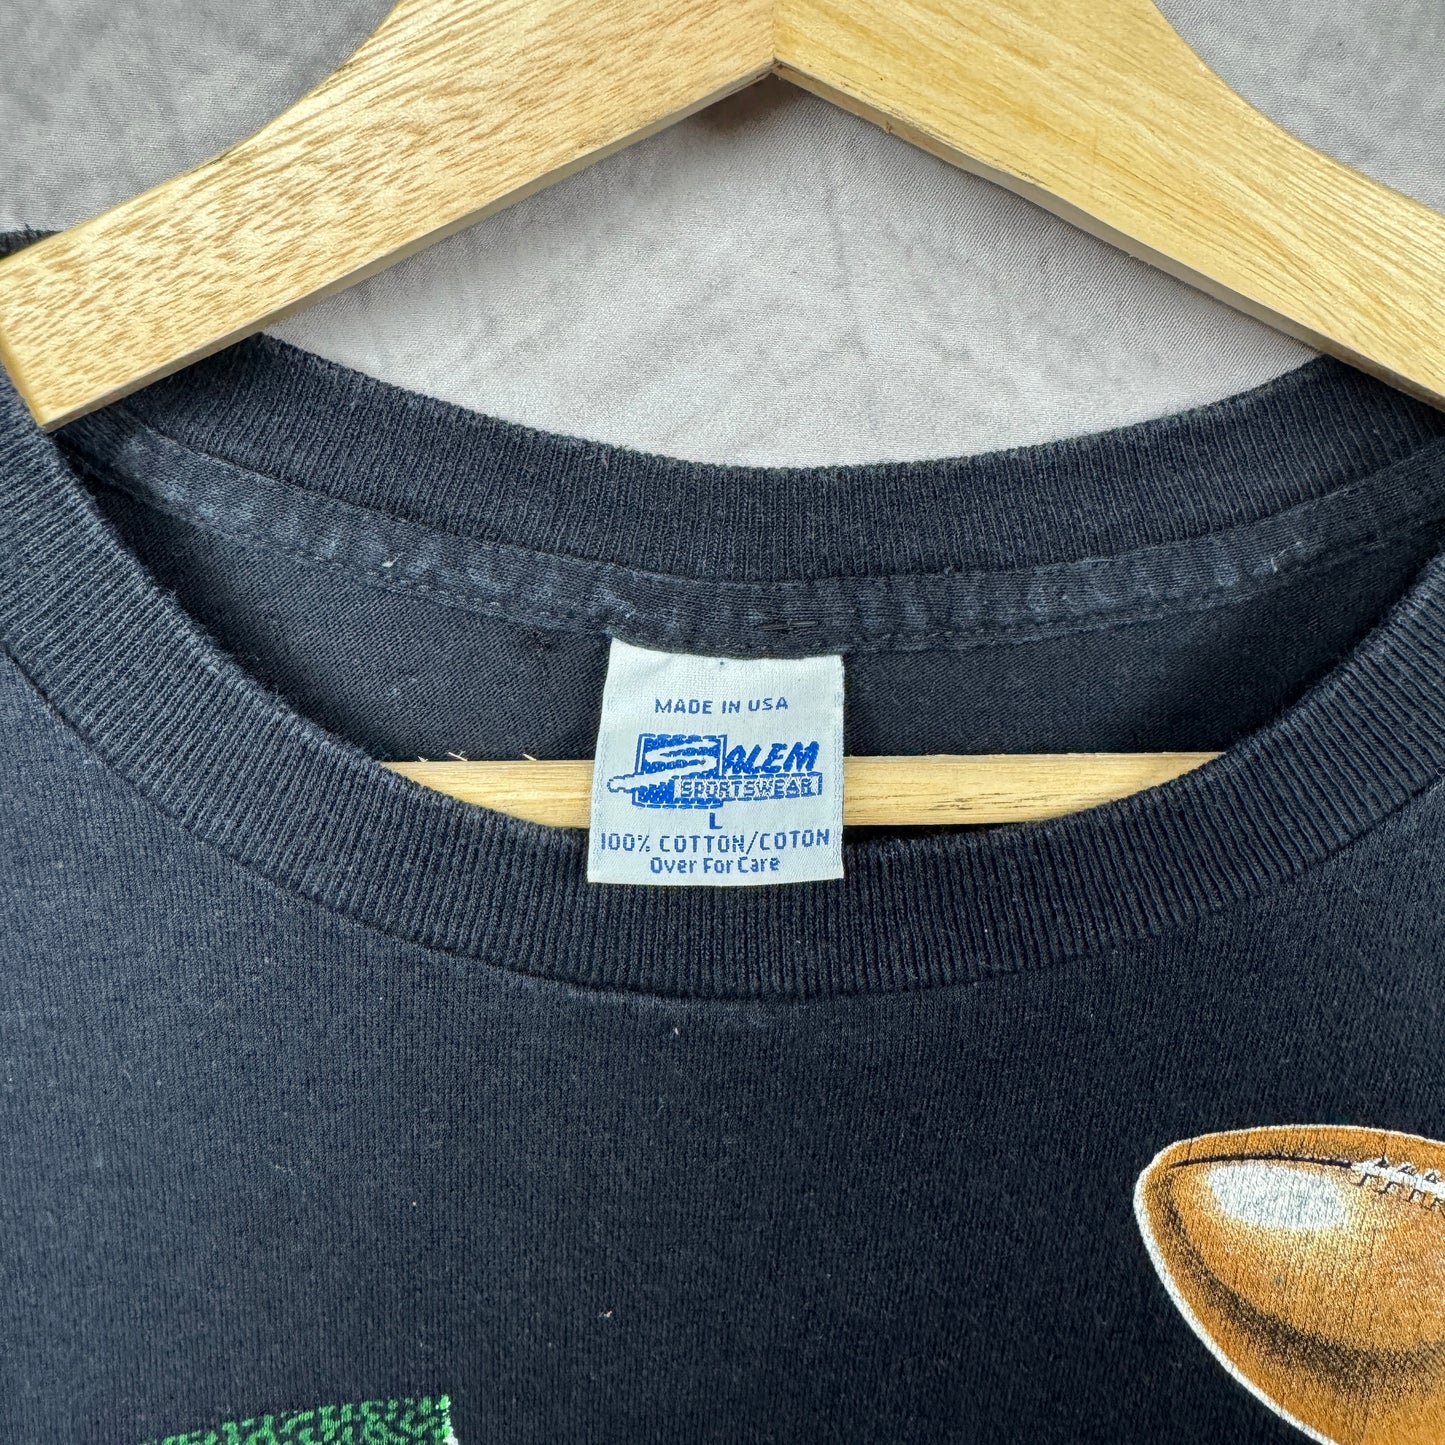 MADE IN USA
SALEM
SPORTSWEAR
L
100% COTTON/COTON
Over For Care